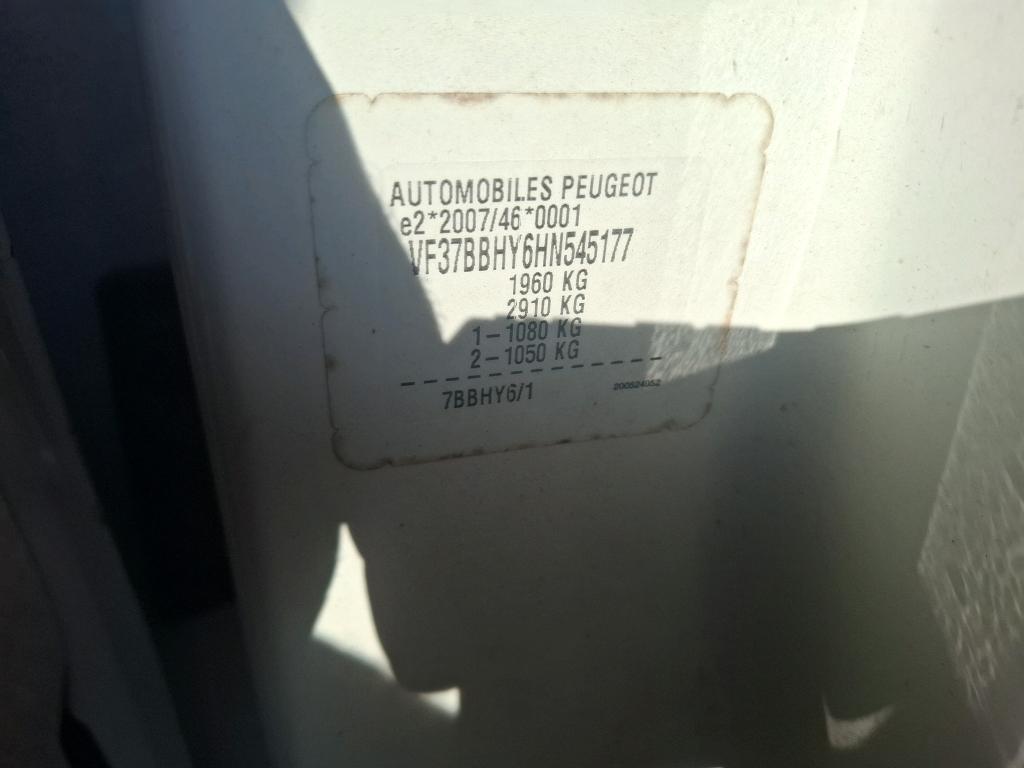 AUTOMOBILES PEUGEOT
e2*2007/46*0001
VF37BBHY6HN545177
1960 KG
2910 KG
1-1080 KG
2-1050 KG
7BBHY6/1
200524052